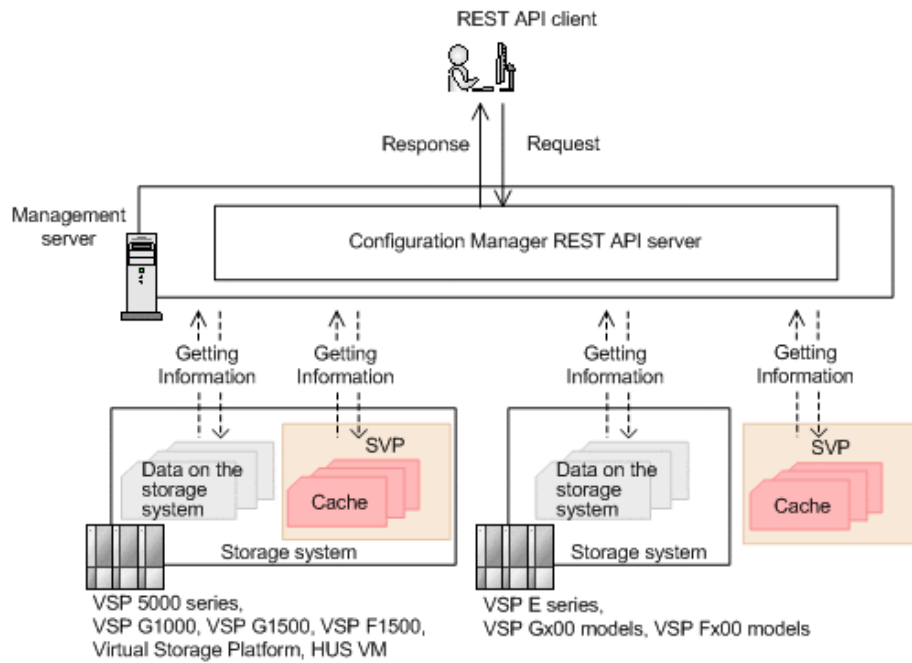 REST API client
Response
Request
Management
server
Configuration Manager REST API server
Getting
Information
Getting
Information
Getting
Information
Getting
Information
Data on the
storage
system
SVP
Cache
Storage system
Data on the
storage
system
Storage system
SVP
Cache
VSP 5000 series,
VSP G1000, VSP G1500, VSP F1500,
Virtual Storage Platform, HUS VM
VSP E series,
VSP Gx00 models, VSP Fx00 models